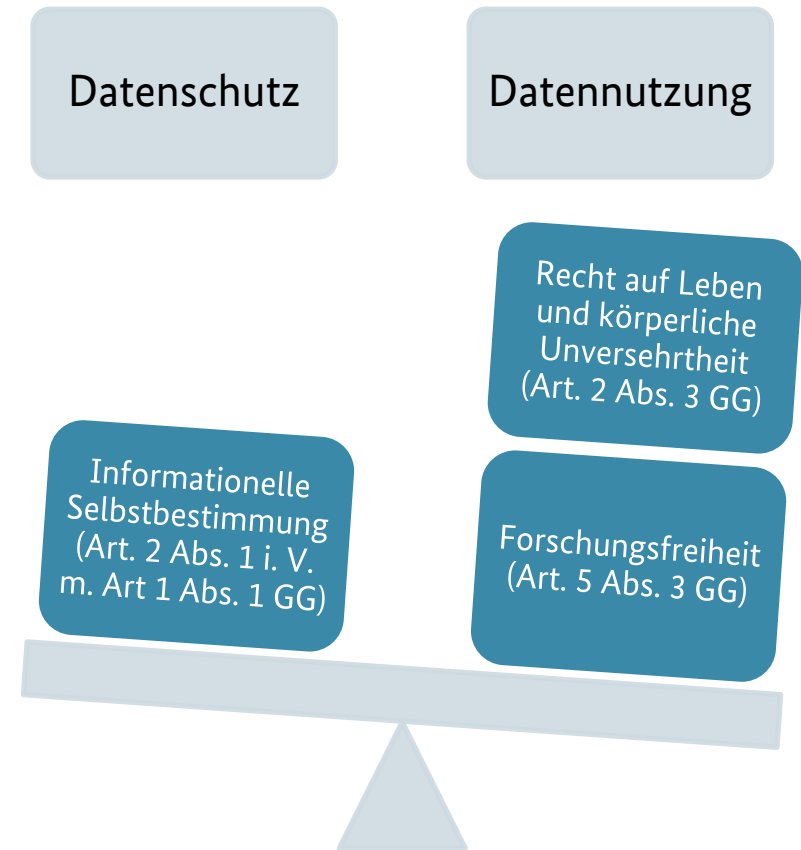 Datenschutz
Datennutzung
Recht auf Leben
und körperliche
Unversehrtheit
(Art. 2 Abs. 3 GG)
Informationelle
Selbstbestimmung
(Art. 2 Abs. 1 i. V.
m. Art 1 Abs. 1 GG)
Forschungsfreiheit
(Art. 5 Abs. 3 GG)